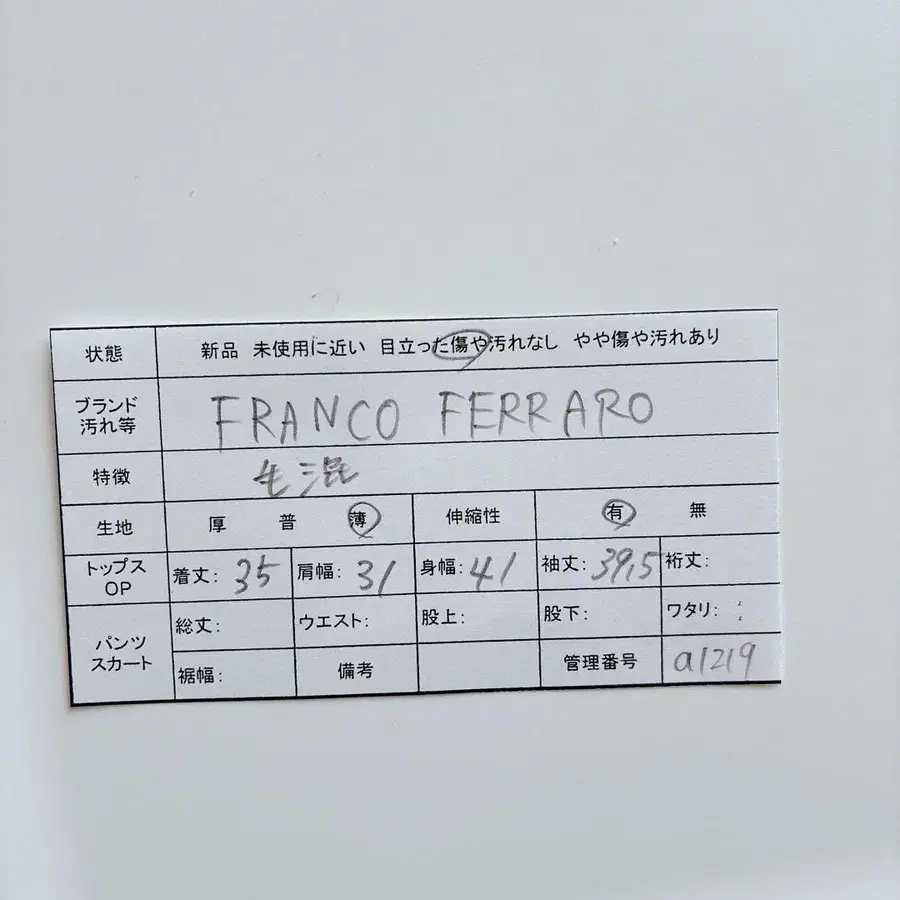 状態 新品 未使用に近い 目立った傷や汚れなし やや傷や汚れあり
ブランド 汚れ等 FRANCO FERRARO
特徴 毛混
生地 厚 普 薄 伸縮性 有 無
トップス OP 着丈: 35 肩幅: 31 身幅: 41 袖丈: 39,5 裄丈:
パンツ スカート 総丈: ウエスト: 股上: 股下: ワタリ: :
裾幅: 備考 管理番号 a1219